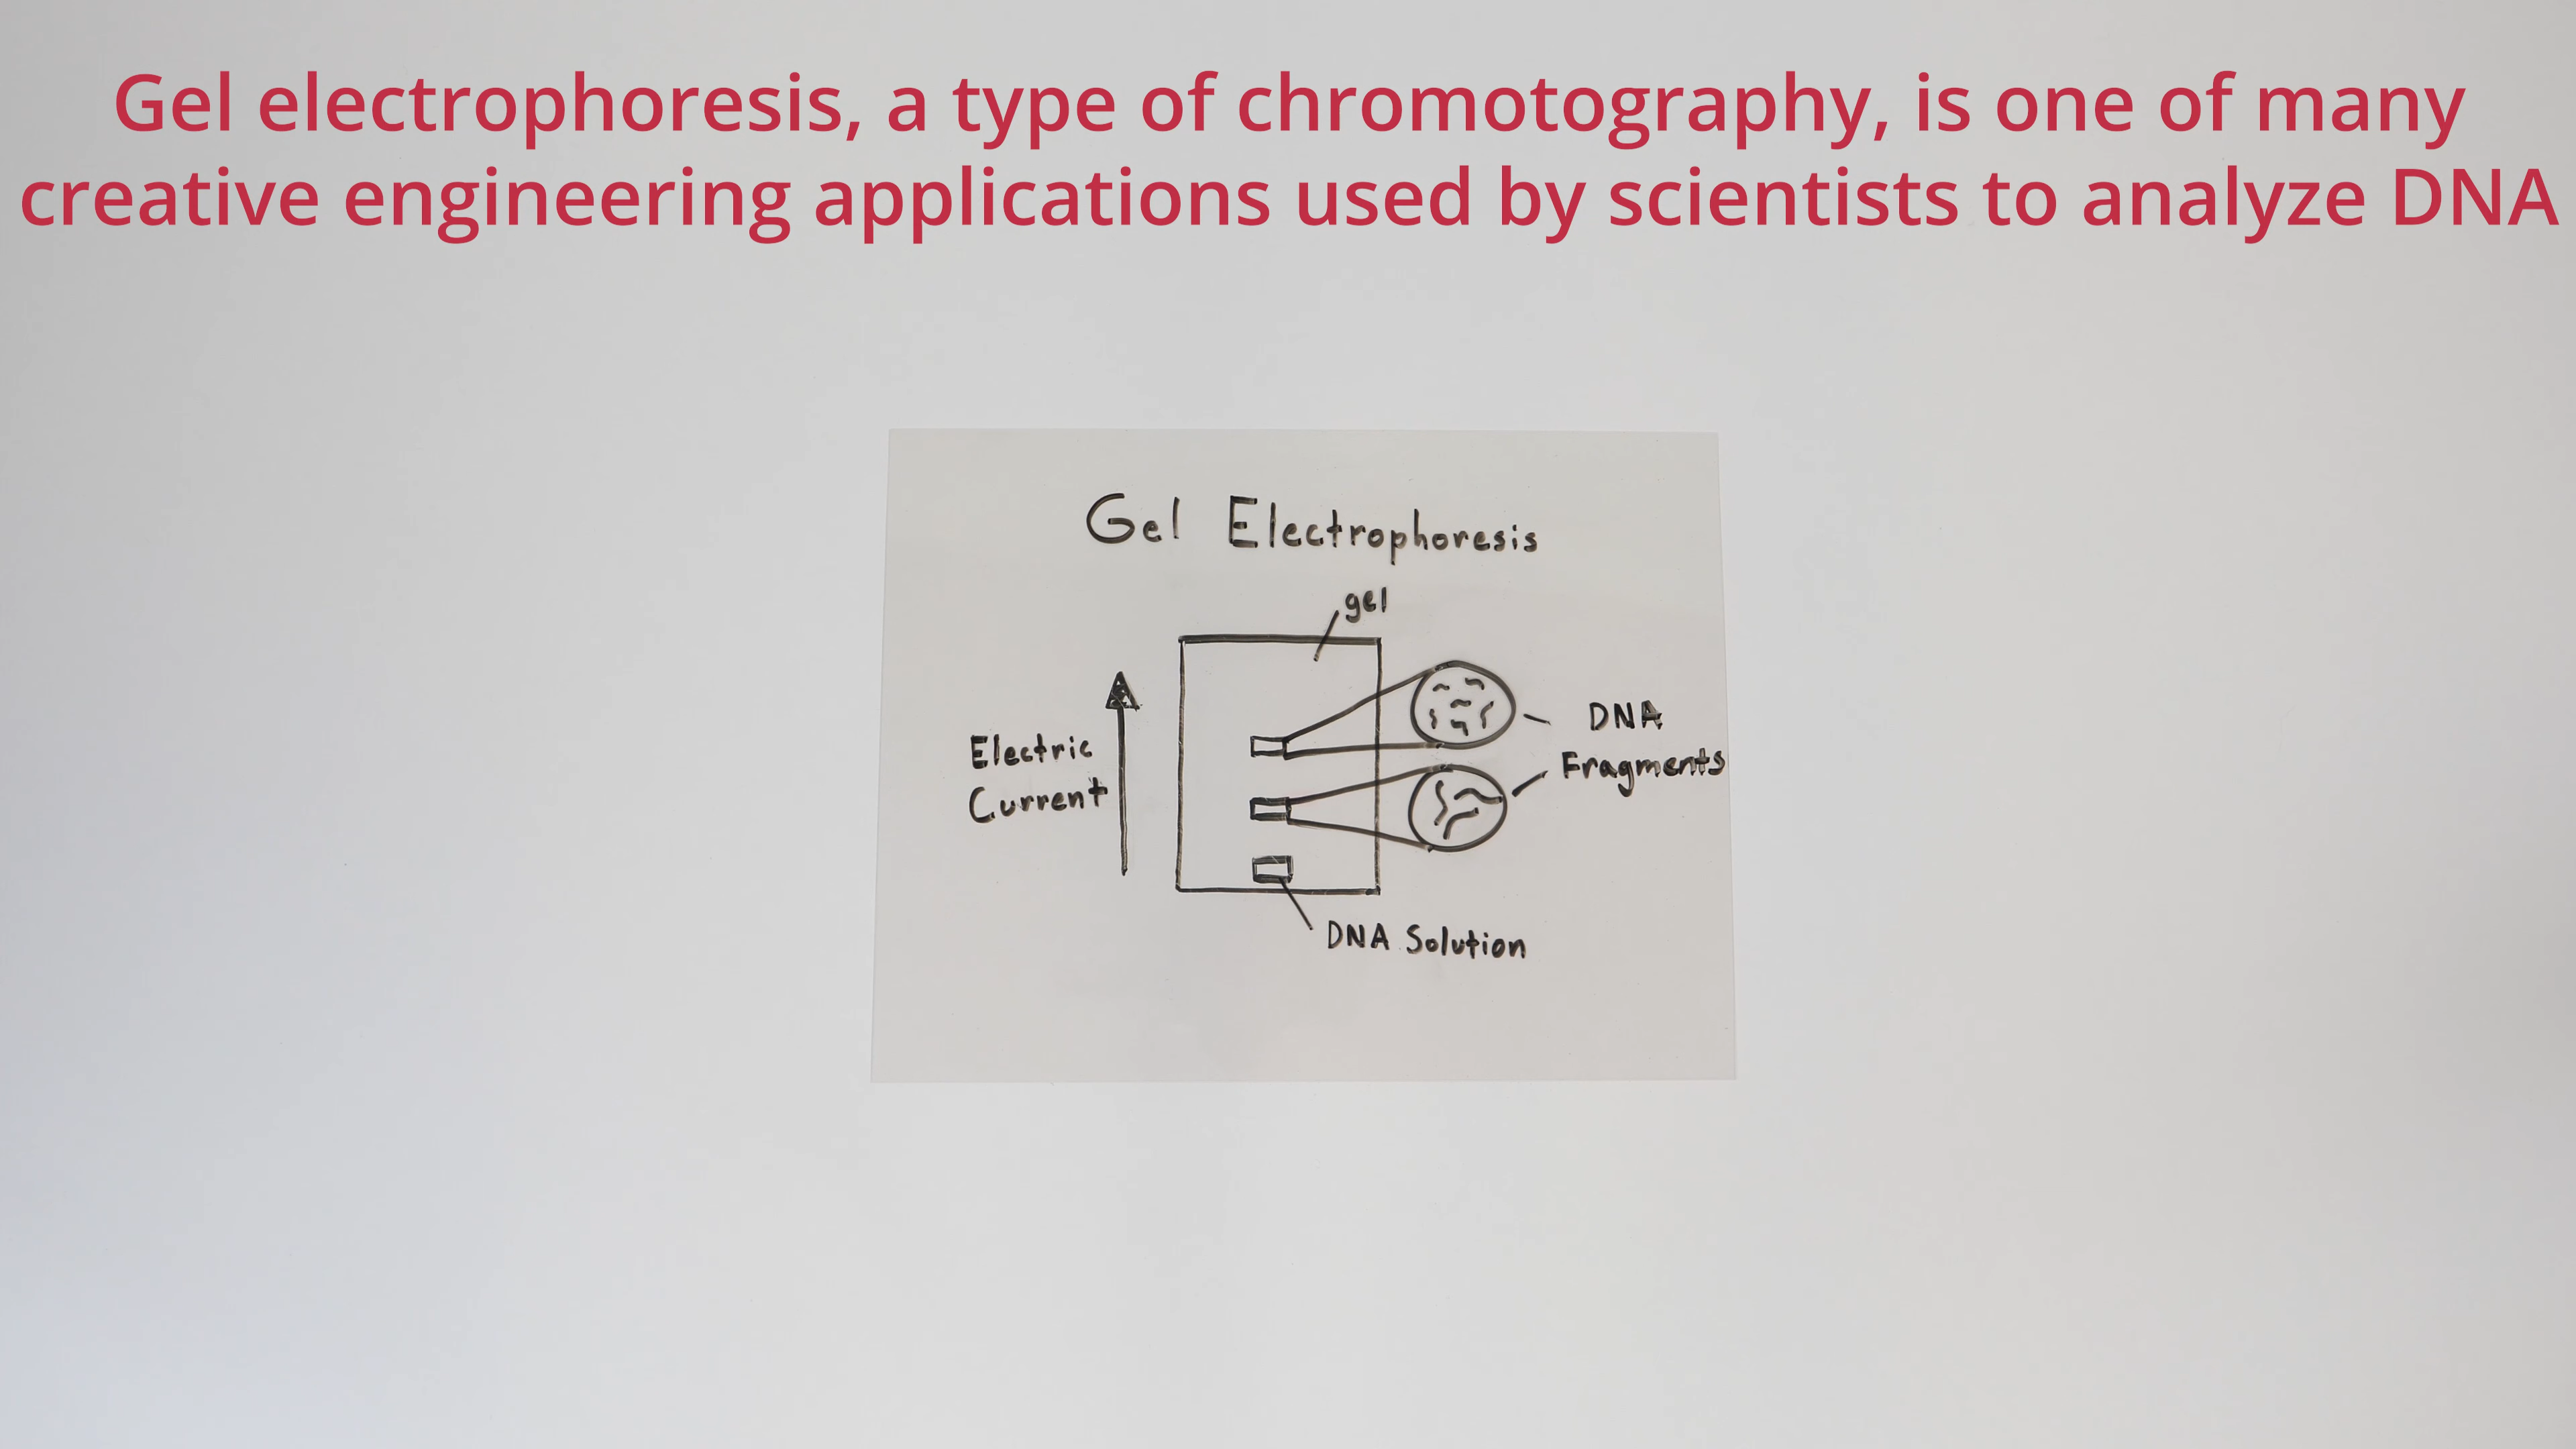 Gel electrophoresis, a type of chromotography, is one of many
creative engineering applications used by scientists to analyze DNA
Gel Electrophoresis
gel
Electric
Current
DNA
Fragments
DNA Solution